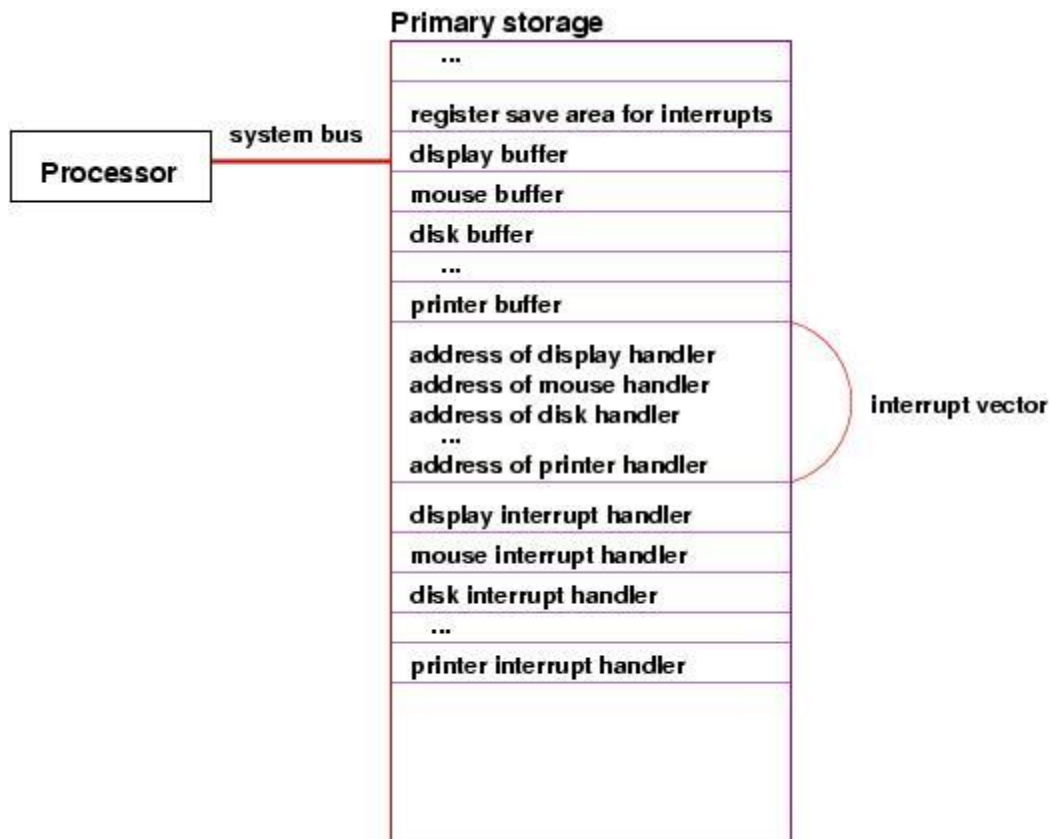 Primary storage
...
register save area for interrupts
system bus
Processor
display buffer
mouse buffer
disk buffer
...
printer buffer
address of display handler
address of mouse handler
address of disk handler
...
address of printer handler
interrupt vector
display interrupt handler
mouse interrupt handler
disk interrupt handler
...
printer interrupt handler